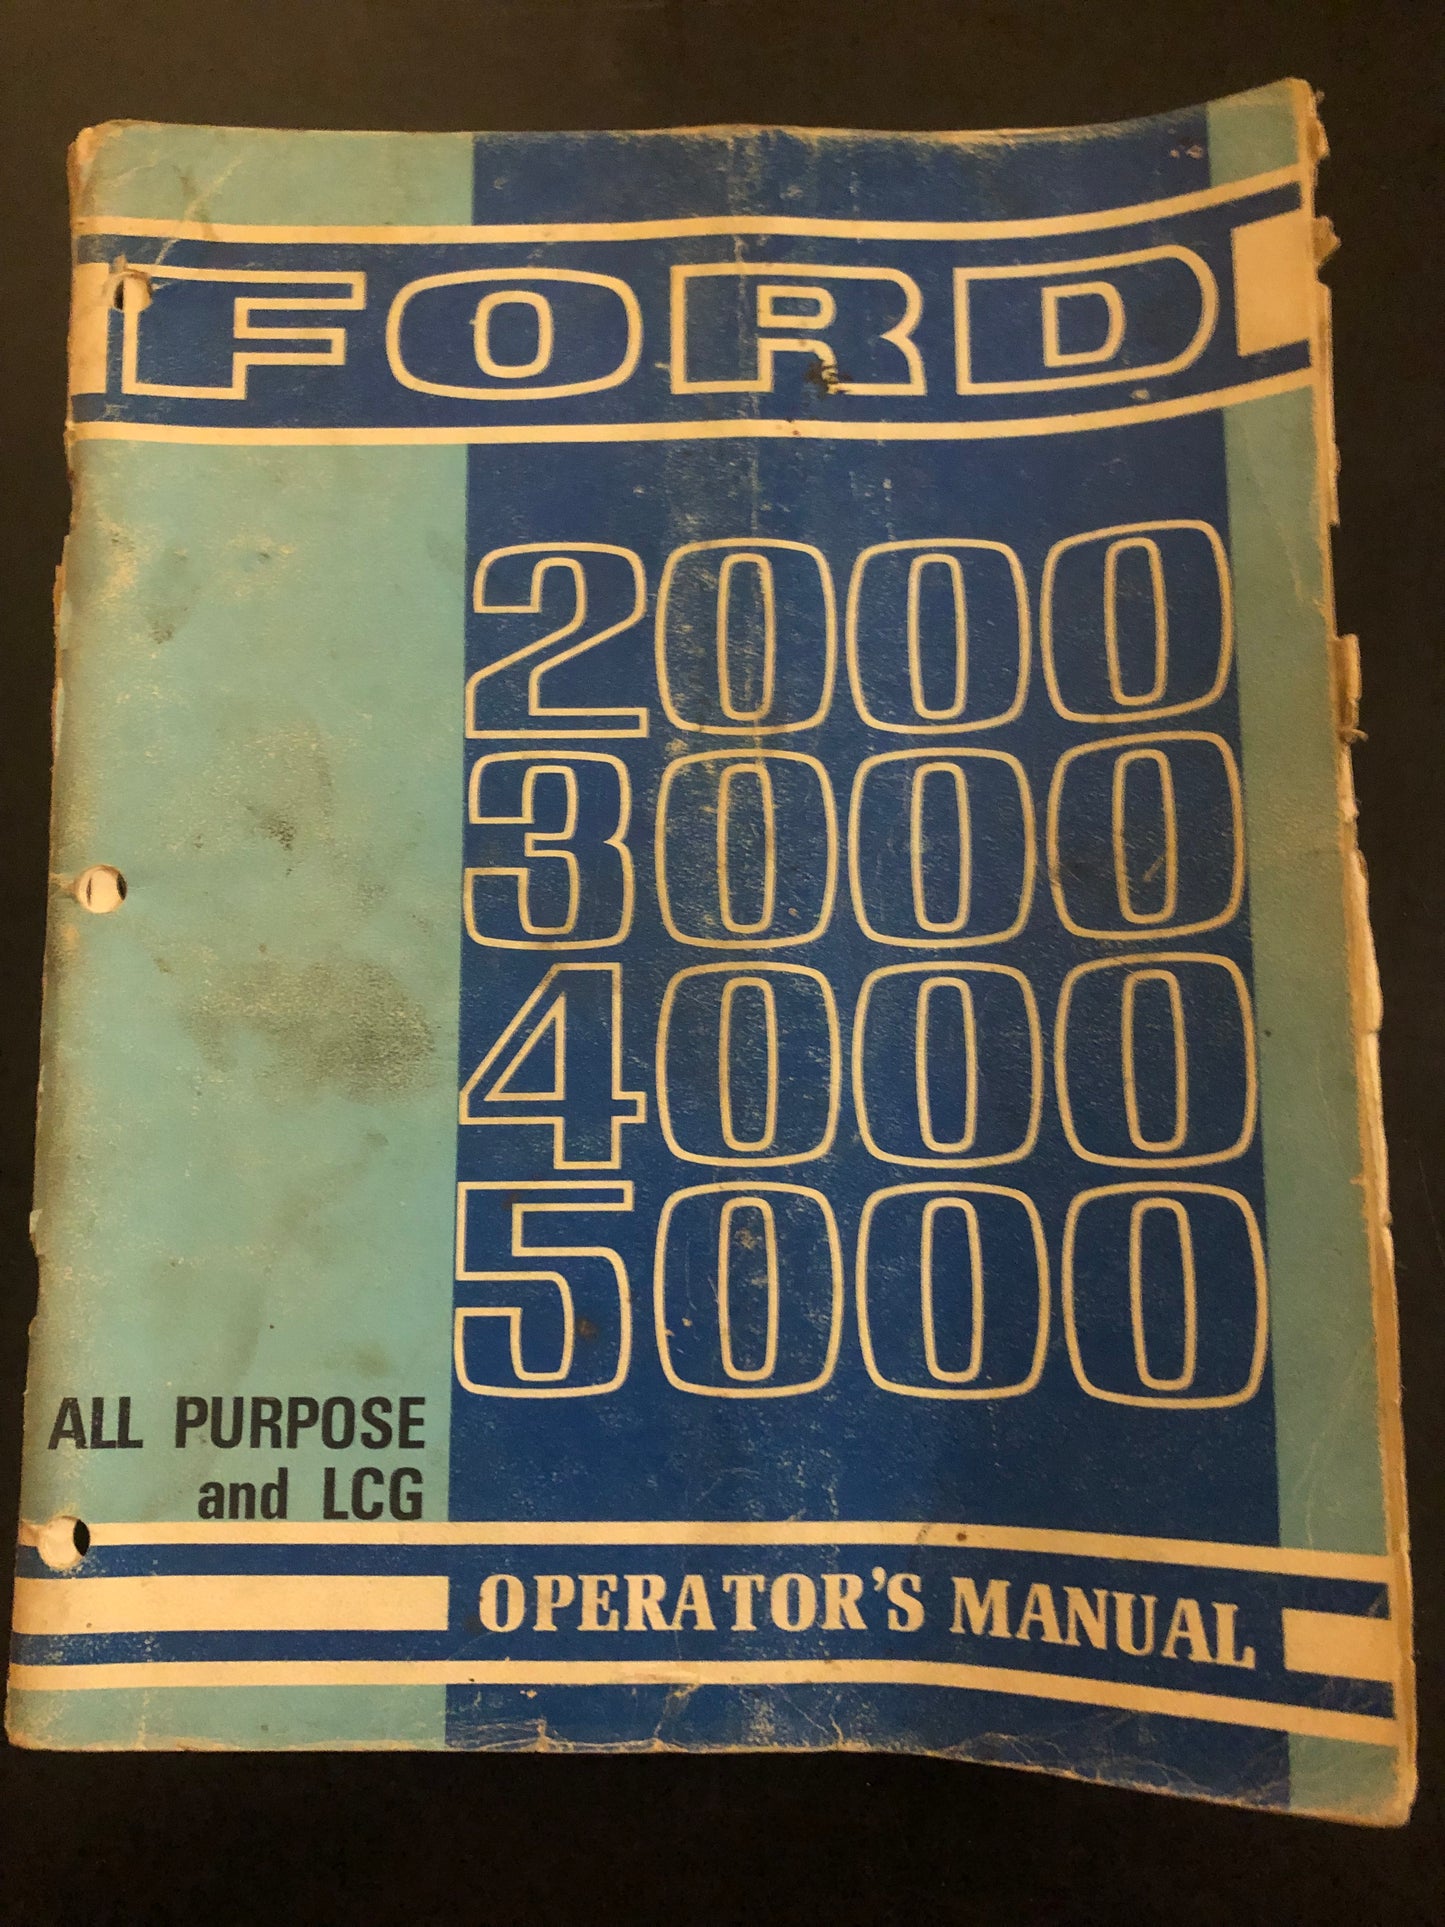 FORD
2000
3000
4000
5000
ALL PURPOSE
and LCG
OPERATOR'S MANUAL